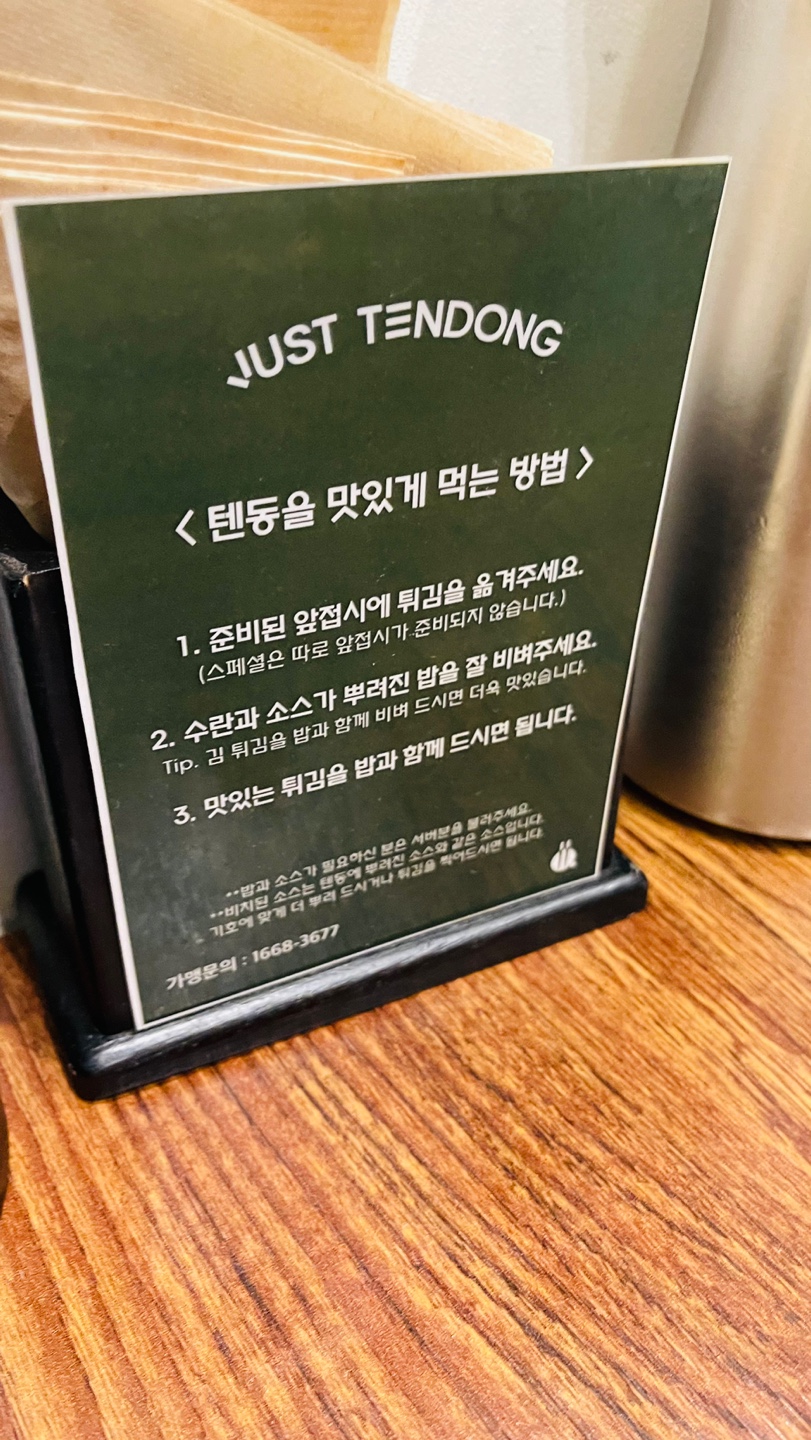 JUST TENDONG
< 텐동을 맛있게 먹는 방법 >
1. 준비된 앞접시에 튀김을 옮겨주세요.
(스페셜은 따로 앞접시가 준비되지 않습니다.)
2. 수란과 소스가 뿌려진 밥을 잘 비벼주세요.
Tip. 김 튀김을 밥과 함께 비벼 드시면 더욱 맛있습니다.
3. 맛있는 튀김을 밥과 함께 드시면 됩니다.
**밥과 소스가 필요하신 분은 서버분을 불러주세요.
**비치된 소스는 텐동에 뿌려진 소스와 같은 소스입니다.
기호에 맞게 더 뿌려 드시거나 튀김을 찍어드시면 됩니다.
가맹문의 : 1668-3677